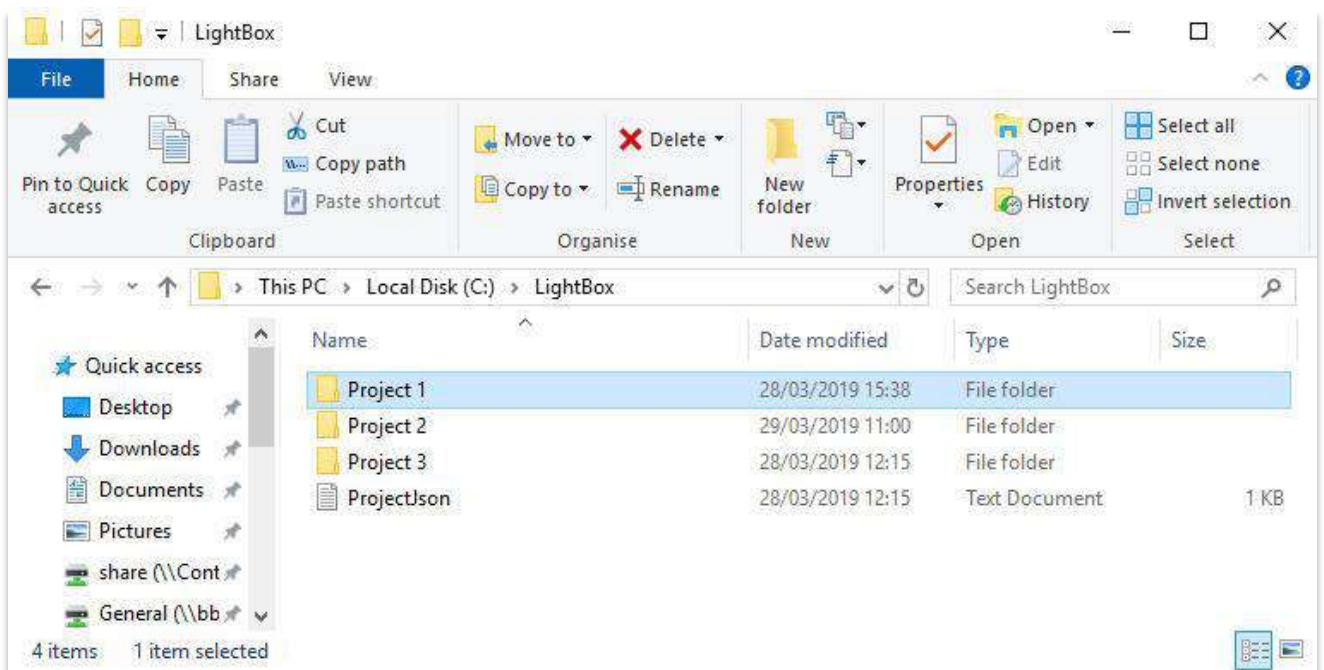 LightBox
File Home Share View
Pin to Quick access
Copy
Paste
Cut
Copy path
Paste shortcut
Clipboard
Move to
Copy to
Delete
Rename
Organise
New folder
New
Properties
Open
Edit
History
Open
Select all
Select none
Invert selection
Select
This PC > Local Disk (C:) > LightBox
Search LightBox
Quick access
Desktop
Downloads
Documents
Pictures
share (\\Cont
General (\\bb
Name Date modified Type Size
Project 1 28/03/2019 15:38 File folder
Project 2 29/03/2019 11:00 File folder
Project 3 28/03/2019 12:15 File folder
ProjectJson 28/03/2019 12:15 Text Document 1 KB
4 items 1 item selected